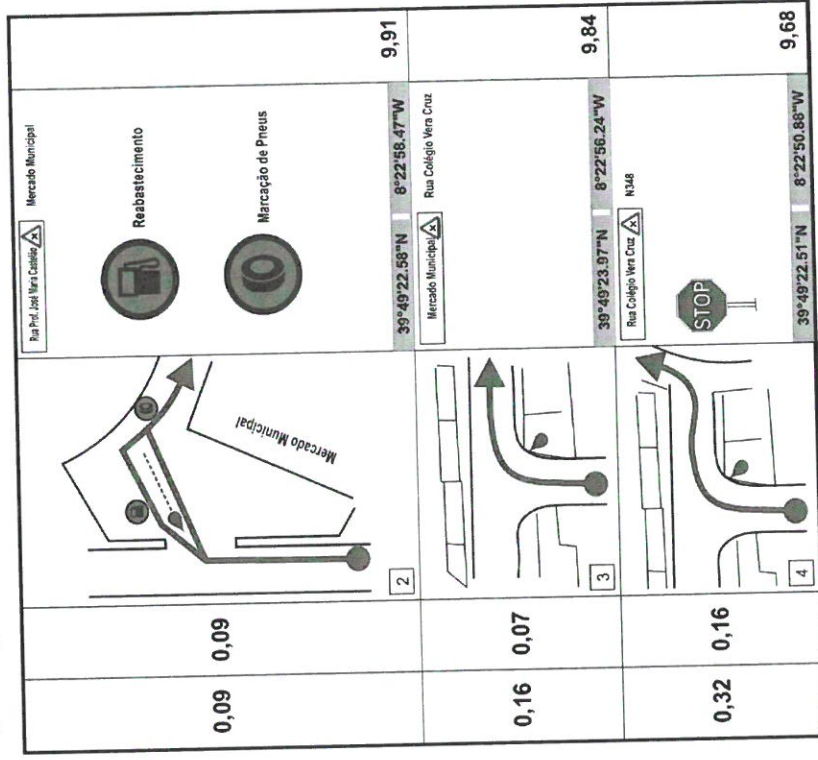 0,09
0,09
2
Mercado Municipal
Rua Prof. José Maria Castelão
Mercado Municipal
Reabastecimento
Marcação de Pneus
39°49'22.58"N 8°22'58.47"W
9,91
0,16
0,07
3
Mercado Municipal
Rua Colégio Vera Cruz
39°49'23.97"N 8°22'56.24"W
9,84
0,32
0,16
4
Rua Colégio Vera Cruz
N348
STOP
39°49'22.51"N 8°22'50.88"W
9,68